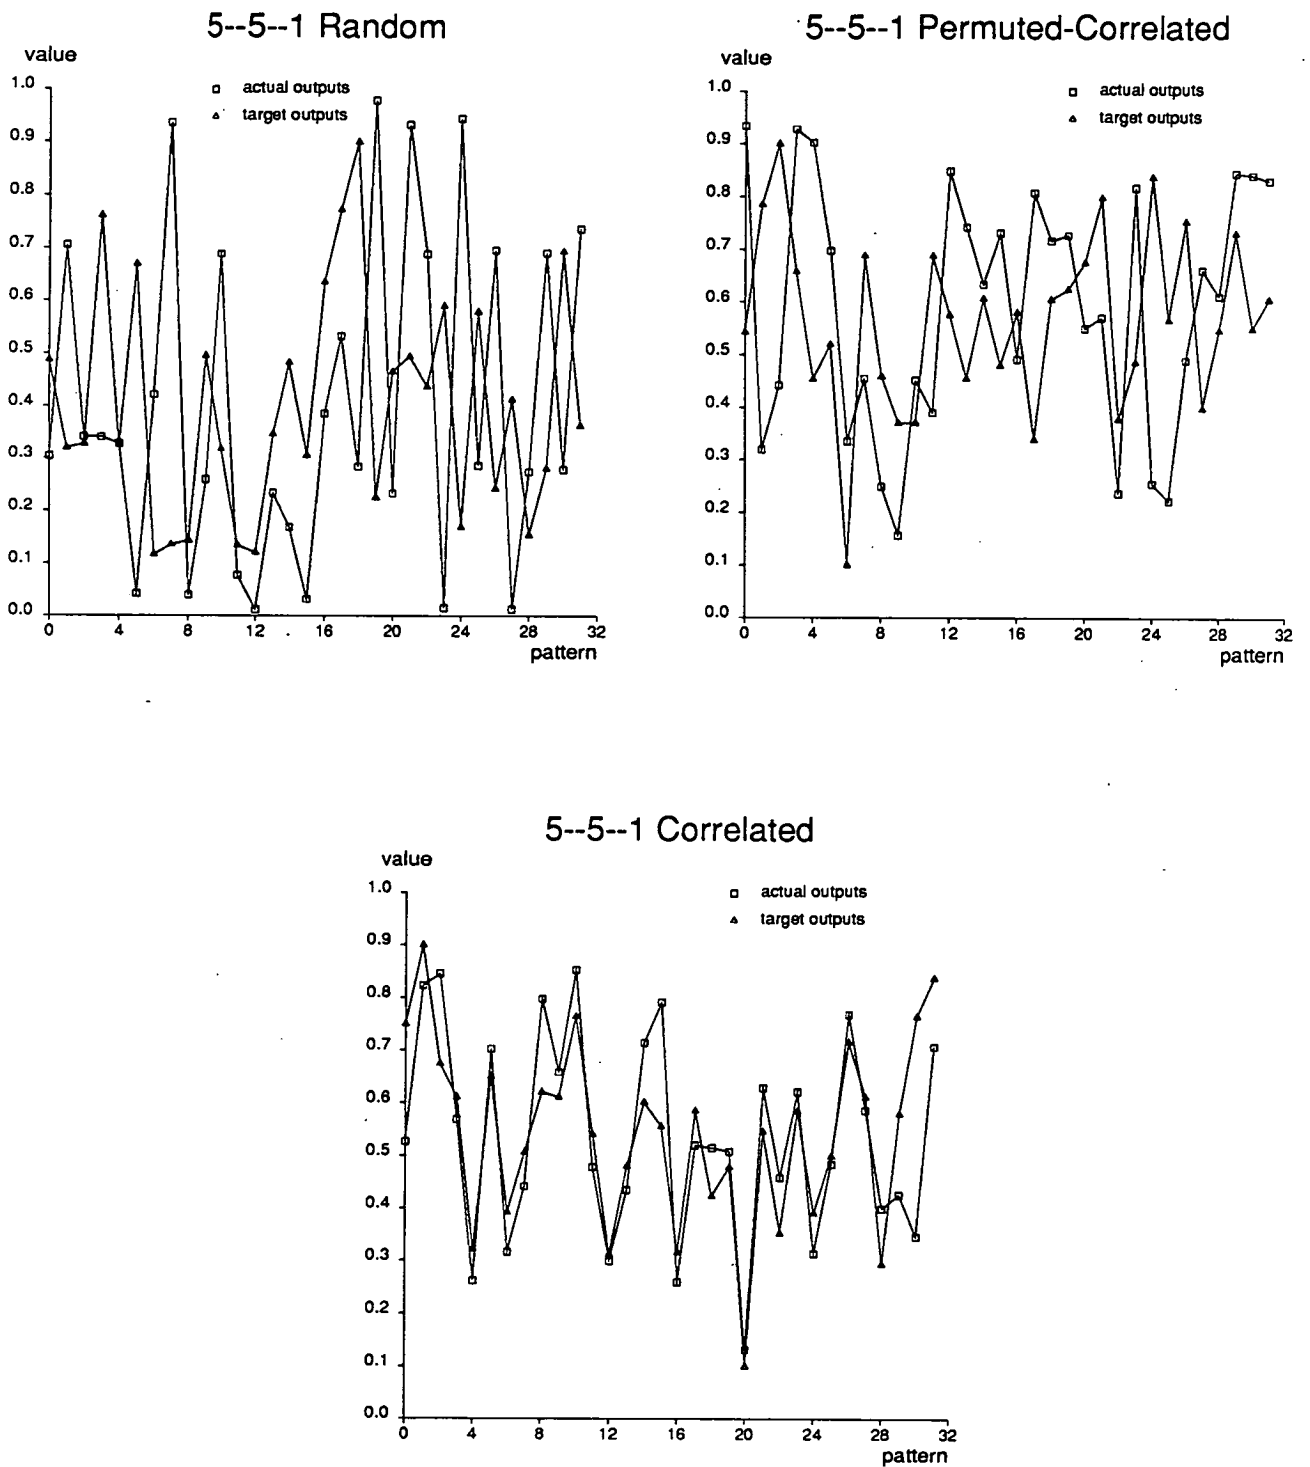 5--5--1 Random
value
actual outputs
target outputs
1.0
0.9
0.8
0.7
0.6
0.5
0.4
0.3
0.2
0.1
0.0
0 4 8 12 16 20 24 28 32
pattern
5--5--1 Permuted-Correlated
value
actual outputs
target outputs
1.0
0.9
0.8
0.7
0.6
0.5
0.4
0.3
0.2
0.1
0.0
0 4 8 12 16 20 24 28 32
pattern
5--5--1 Correlated
value
actual outputs
target outputs
1.0
0.9
0.8
0.7
0.6
0.5
0.4
0.3
0.2
0.1
0.0
0 4 8 12 16 20 24 28 32
pattern